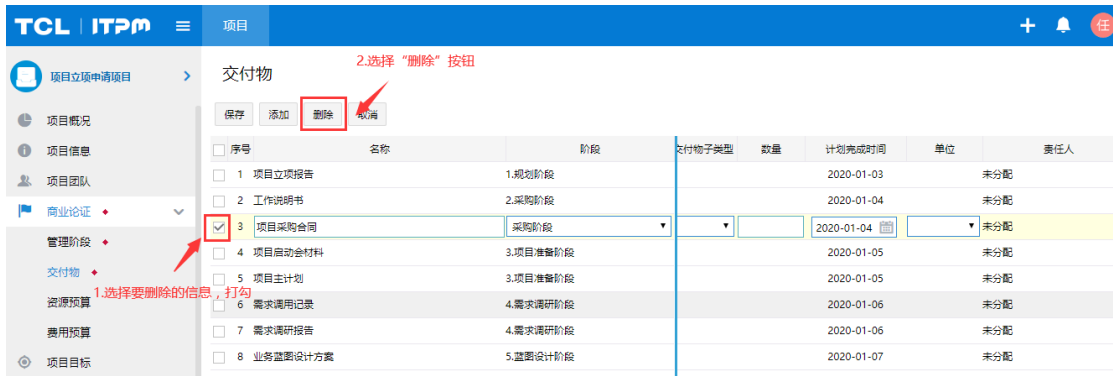 TCL ITPM 项目 任
2.选择“删除”按钮
项目立项申请项目 交付物
保存 添加 删除 取消
项目概况
项目信息
项目团队
商业论证
管理阶段
交付物
资源预算
费用预算
项目目标
序号 名称 阶段 交付物子类型 数量 计划完成时间 单位 责任人
1 项目立项报告 1.规划阶段 2020-01-03 未分配
2 工作说明书 2.采购阶段 2020-01-04 未分配
3 项目采购合同 采购阶段 2020-01-04 未分配
4 项目启动会材料 3.项目准备阶段 2020-01-05 未分配
5 项目主计划 3.项目准备阶段 2020-01-05 未分配
1.选择要删除的信息，打勾
6 需求调用记录 4.需求调研阶段 2020-01-06 未分配
7 需求调研报告 4.需求调研阶段 2020-01-06 未分配
8 业务蓝图设计方案 5.蓝图设计阶段 2020-01-07 未分配